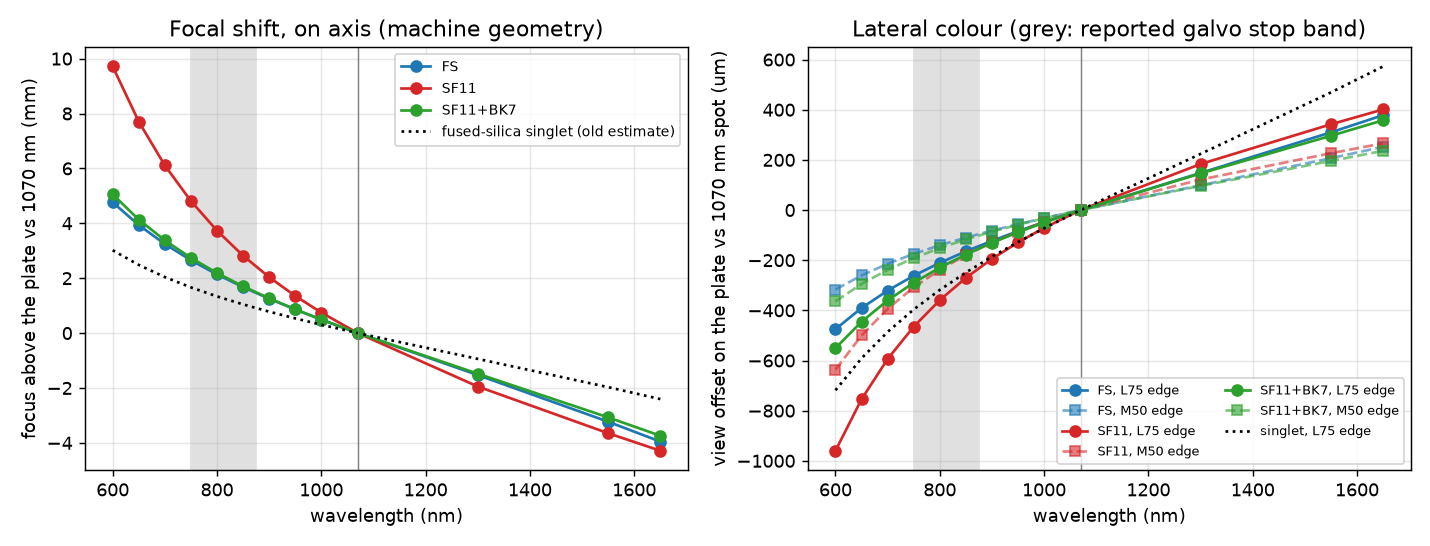 Focal shift, on axis (machine geometry)
focus above the plate vs 1070 nm (mm)
10
8
6
4
2
0
−2
−4
600
800
1000
1200
1400
1600
wavelength (nm)
FS
SF11
SF11+BK7
fused-silica singlet (old estimate)
Lateral colour (grey: reported galvo stop band)
view offset on the plate vs 1070 nm spot (um)
600
400
200
0
−200
−400
−600
−800
−1000
600
800
1000
1200
1400
1600
wavelength (nm)
FS, L75 edge
FS, M50 edge
SF11, L75 edge
SF11, M50 edge
SF11+BK7, L75 edge
SF11+BK7, M50 edge
singlet, L75 edge